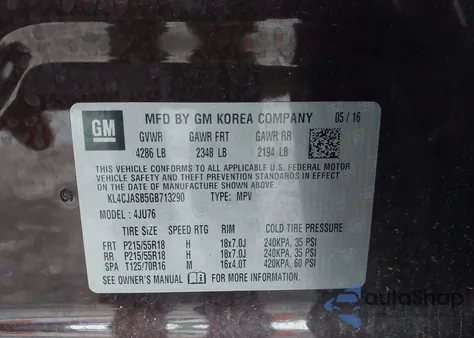 GM MFD BY GM KOREA COMPANY 05 / 16
GVWR GAWR FRT GAWR RR
4286 LB 2348 LB 2194 LB
THIS VEHICLE CONFORMS TO ALL APPLICABLE U.S. FEDERAL MOTOR
VEHICLE SAFETY AND THEFT PREVENTION STANDARDS IN EFFECT
ON THE DATE OF MANUFACTURE SHOWN ABOVE.
KL4CJASB5GB713290 TYPE: MPV
MODEL : 4JU76
TIRE SIZE SPEED RTG RIM COLD TIRE PRESSURE
FRT P215/55R18 H 18x7.0J 240KPA, 35 PSI
RR P215/55R18 H 18x7.0J 240KPA, 35 PSI
SPA T125/70R16 M 16x4.0T 420KPA, 60 PSI
SEE OWNER'S MANUAL FOR MORE INFORMATION.
autoShop